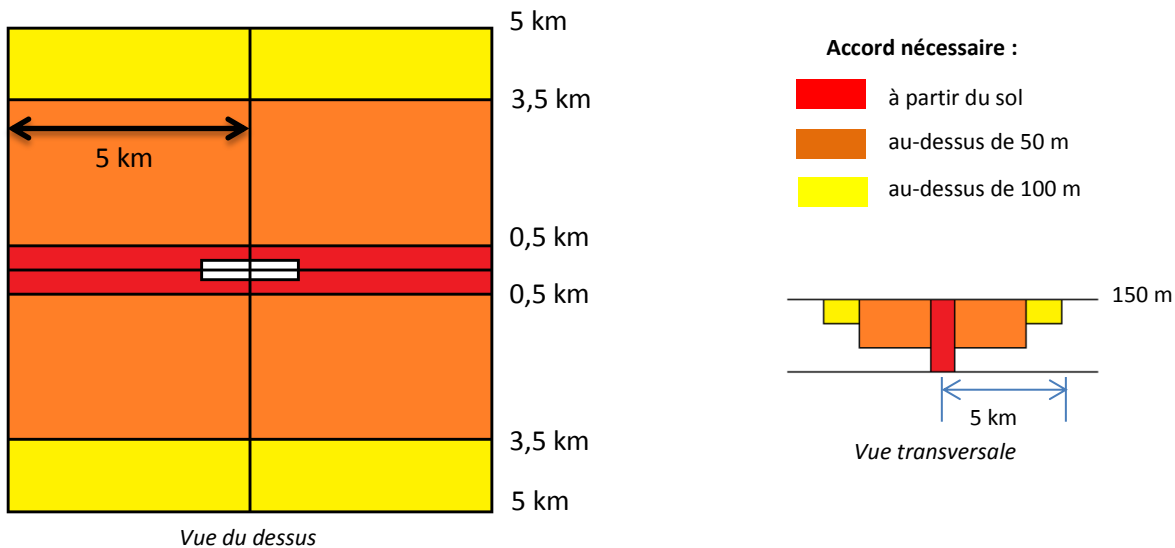 5 km
3,5 km
5 km
0,5 km
0,5 km
3,5 km
5 km
Vue du dessus
Accord nécessaire :
à partir du sol
au-dessus de 50 m
au-dessus de 100 m
150 m
5 km
Vue transversale